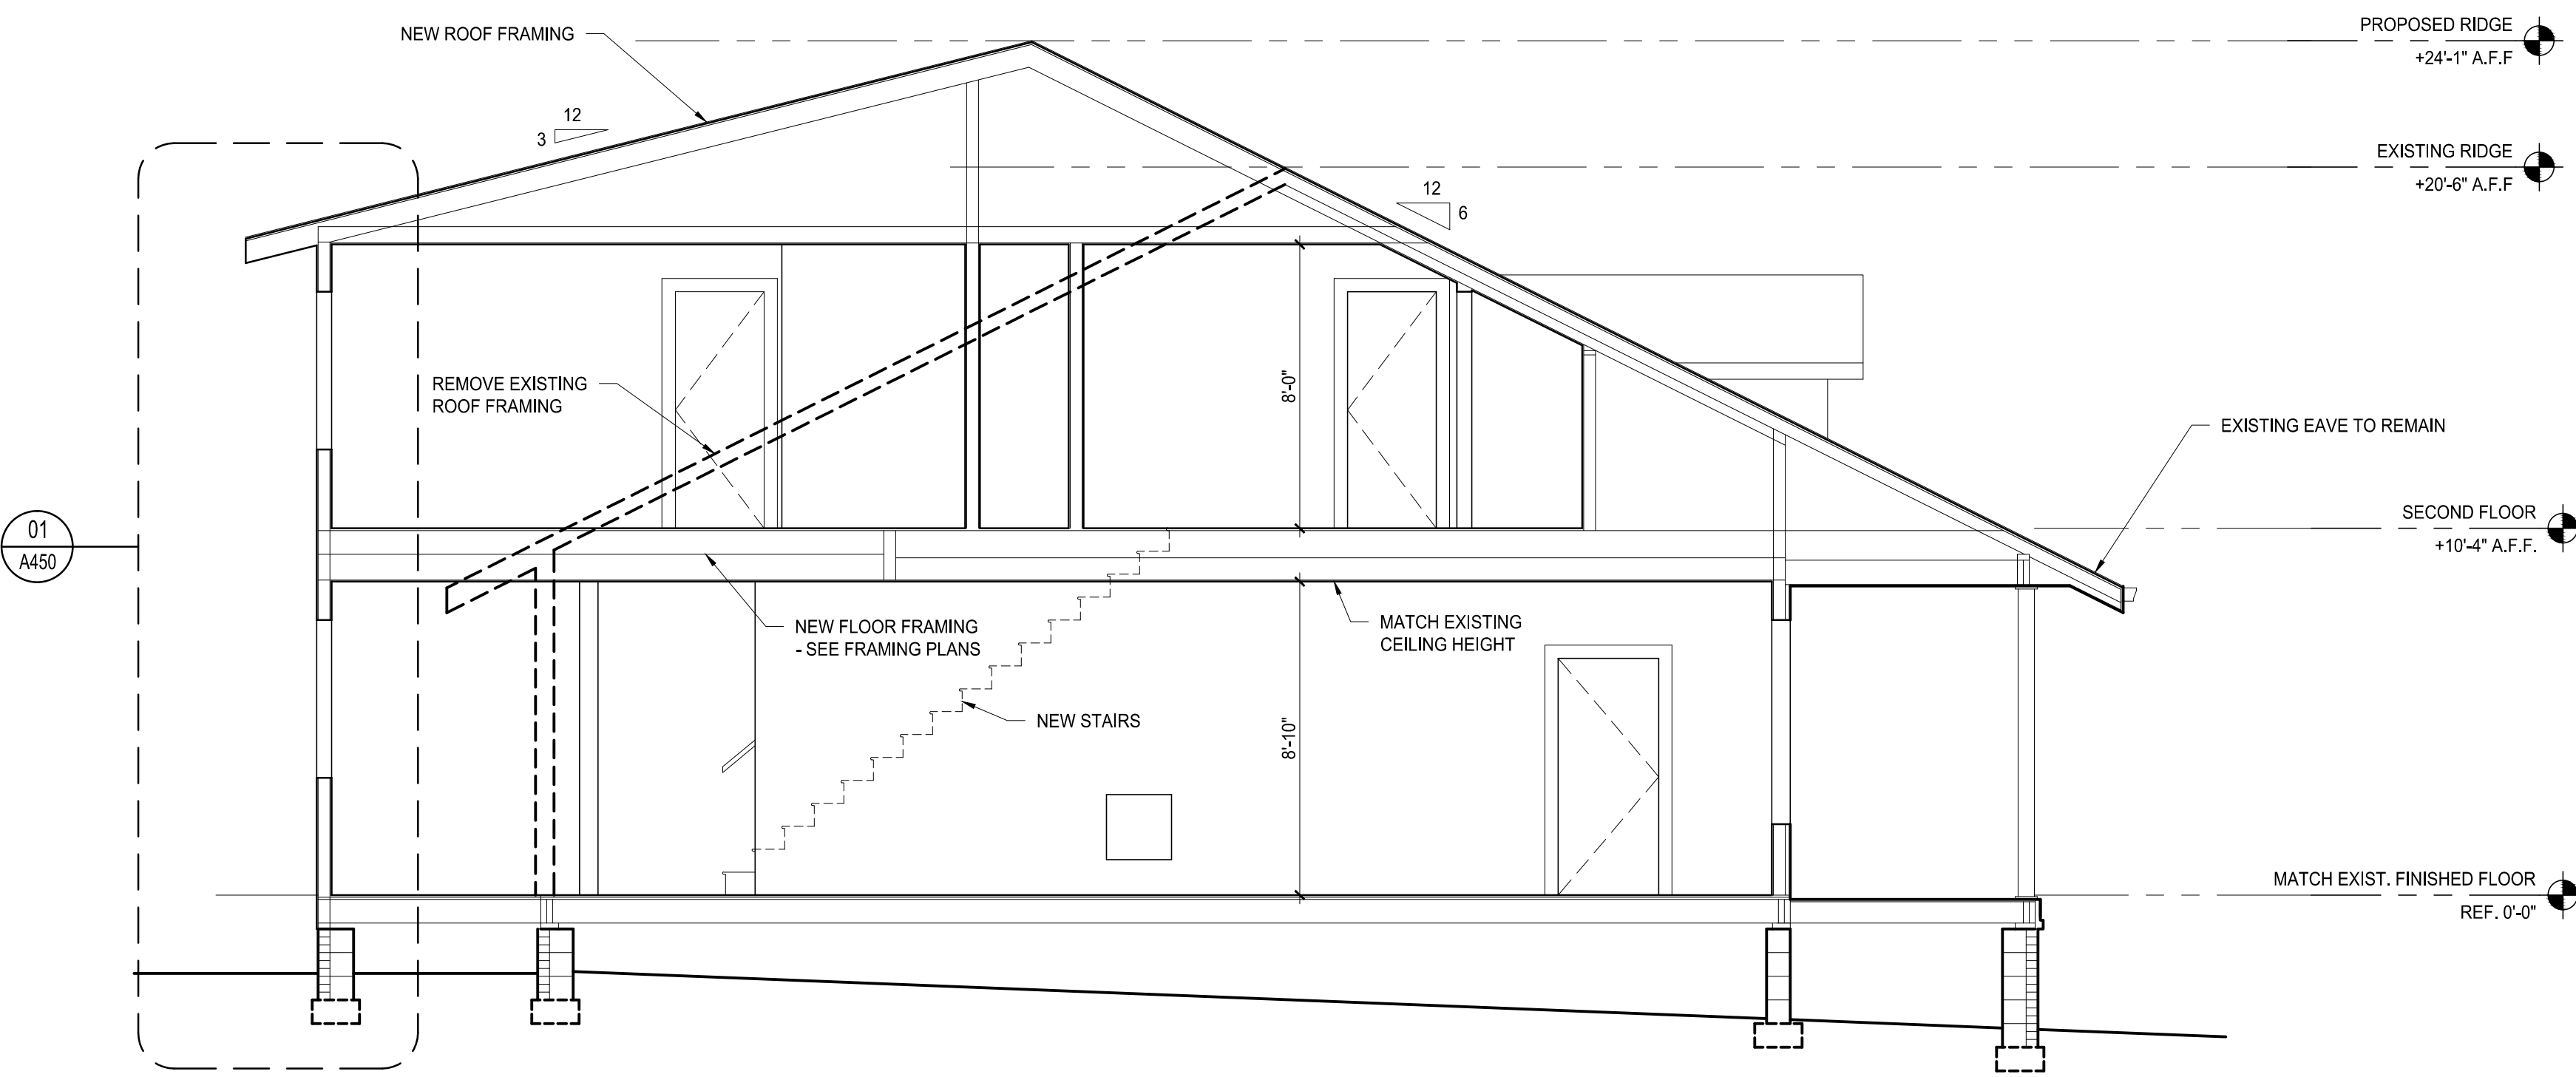 NEW ROOF FRAMING
PROPOSED RIDGE
+24'-1" A.F.F
12
3
EXISTING RIDGE
+20'-6" A.F.F
12
6
REMOVE EXISTING
ROOF FRAMING
8'-0"
EXISTING EAVE TO REMAIN
01
A450
SECOND FLOOR
+10'-4" A.F.F.
NEW FLOOR FRAMING
- SEE FRAMING PLANS
MATCH EXISTING
CEILING HEIGHT
NEW STAIRS
8'-10"
MATCH EXIST. FINISHED FLOOR
REF. 0'-0"